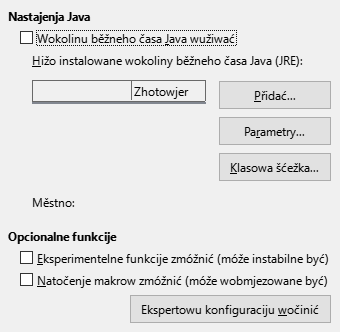 Nastajenja Java
Wokolinu běžneho časa Java wužiwać
Hižo instalowane wokoliny běžneho časa Java (JRE):
Zhotowjer
Přidać...
Parametry...
Klasowa šćežka...
Městno:
Opcionalne funkcije
Eksperimentelne funkcije zmóžnić (móže instabilne być)
Natočenje makrow zmóžnić (móže wobmjezowane być)
Ekspertowu konfiguraciju wočinić